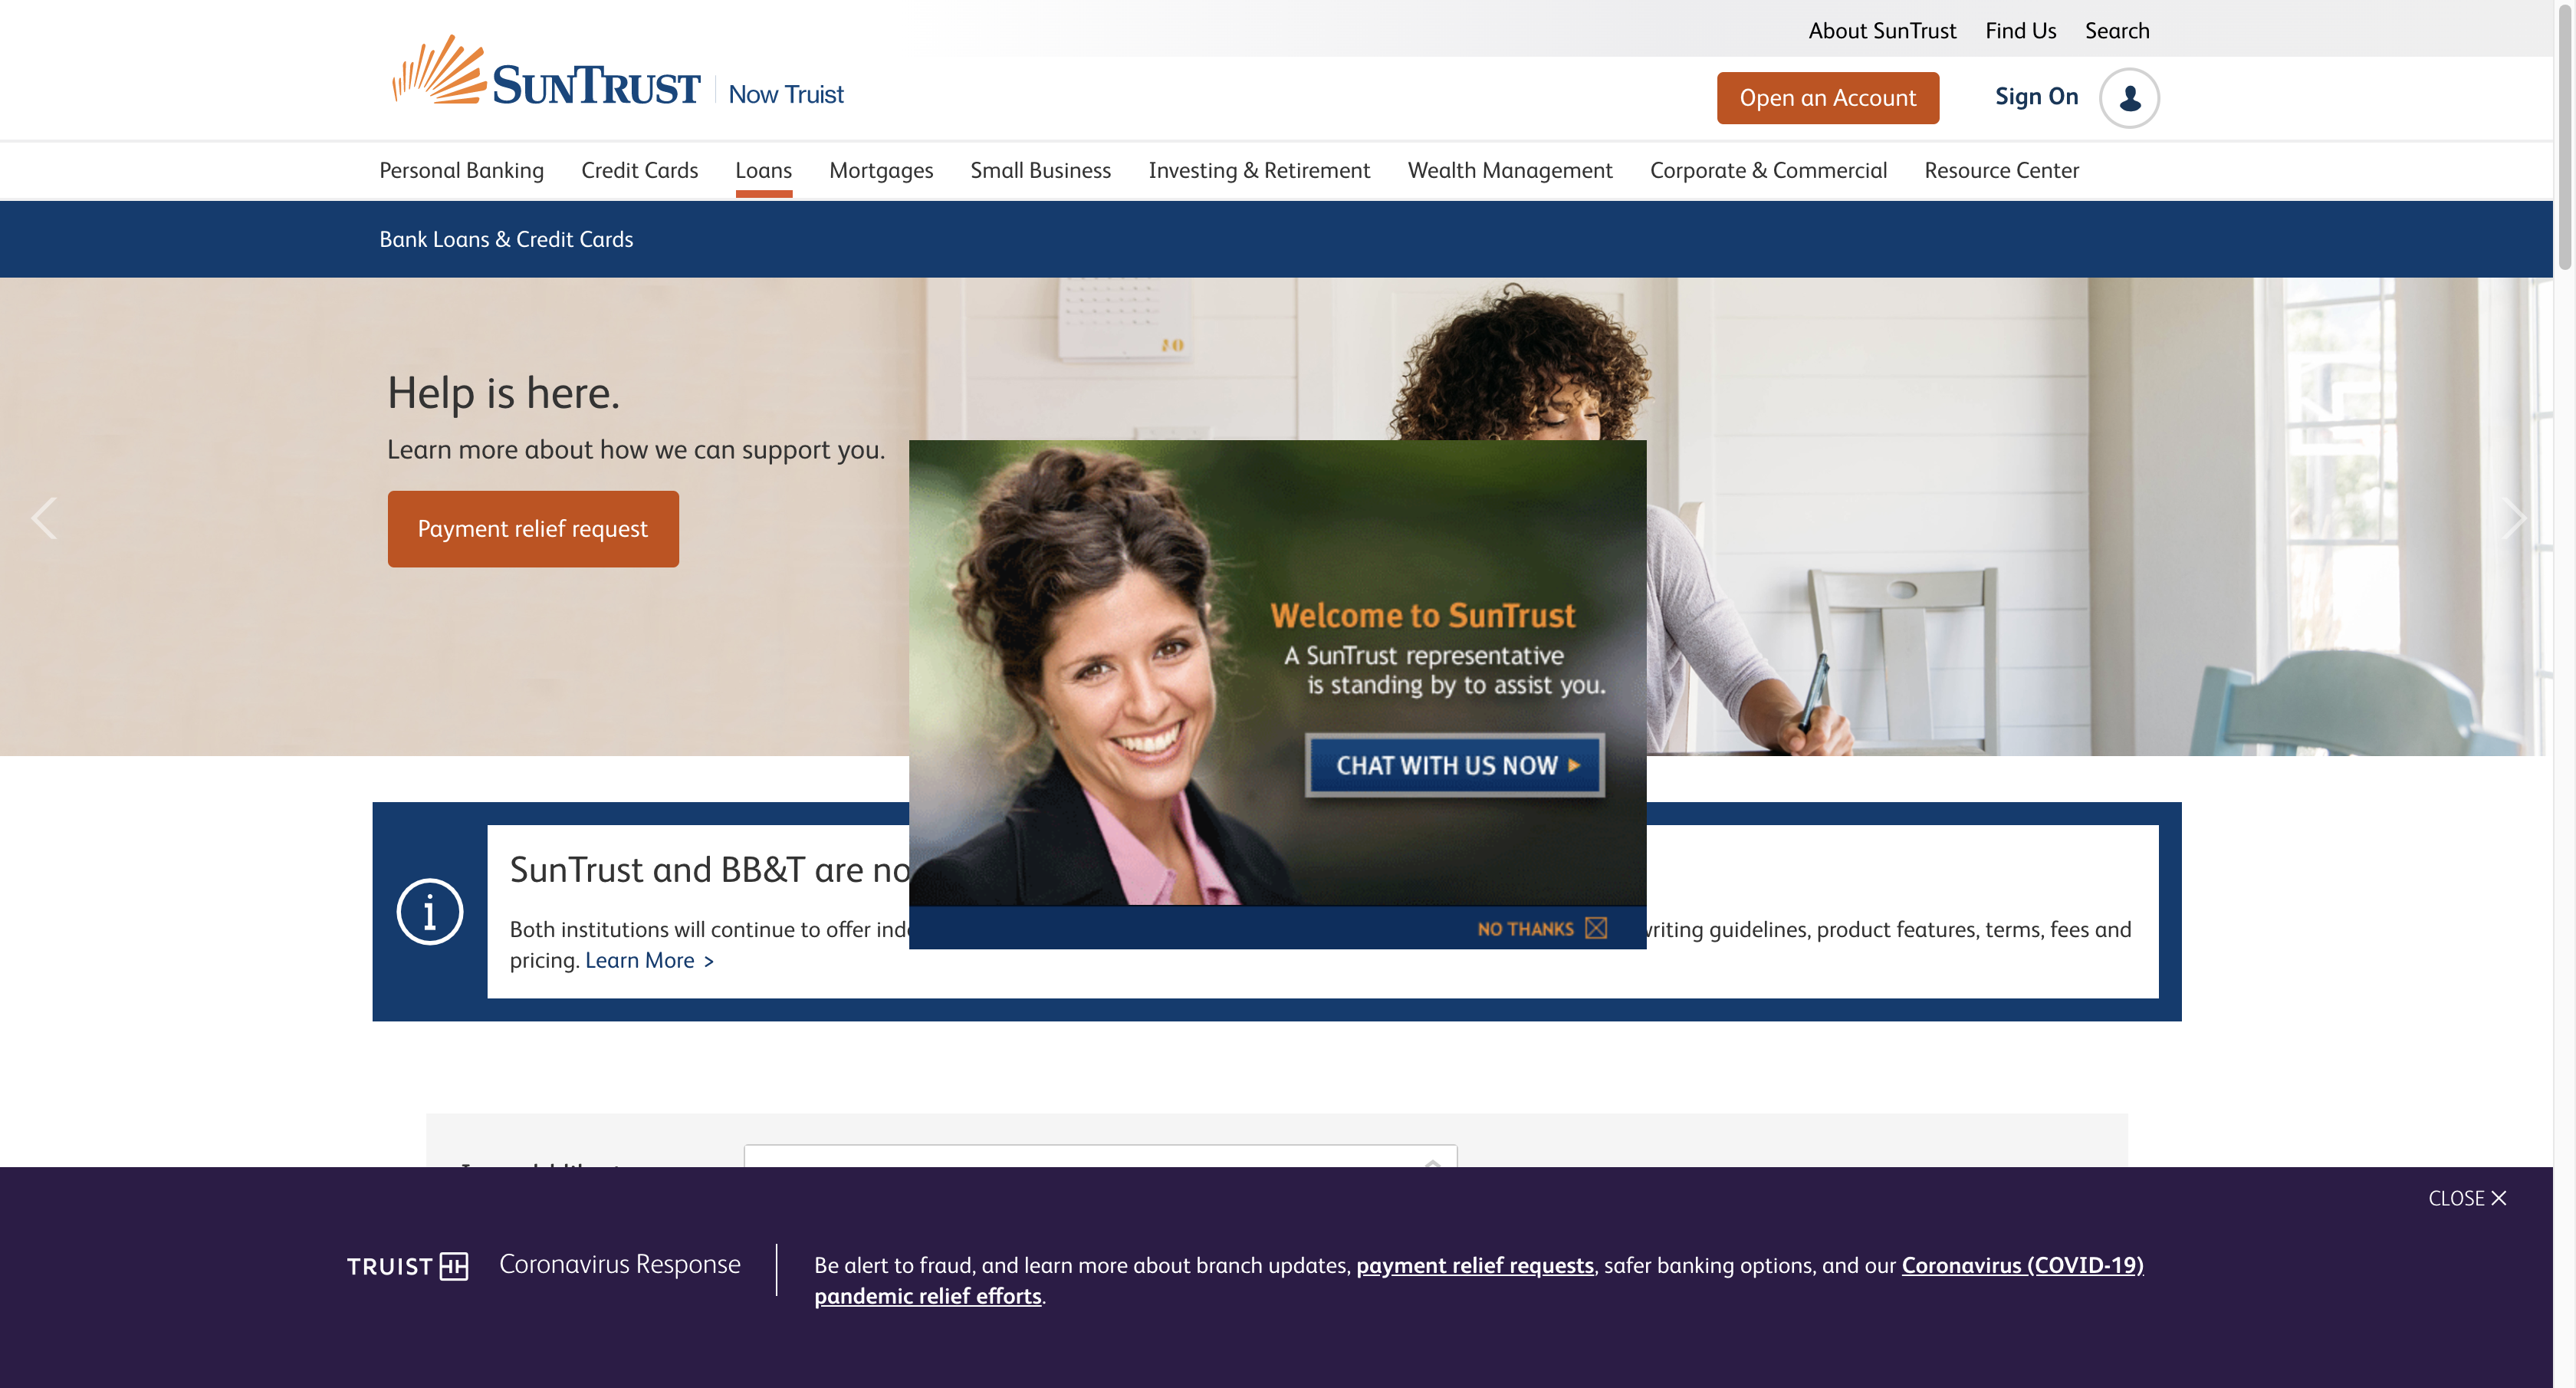 About SunTrust Find Us Search
SUNTRUST Now Truist
Open an Account Sign On
Personal Banking Credit Cards Loans Mortgages Small Business Investing & Retirement Wealth Management Corporate & Commercial Resource Center
Bank Loans & Credit Cards
Help is here.
Learn more about how we can support you.
Payment relief request
Welcome to SunTrust
A SunTrust representative
is standing by to assist you.
CHAT WITH US NOW
NO THANKS
SunTrust and BB&T are
Both institutions will continue to offer guidelines, product features, terms, fees and
pricing. Learn More >
CLOSE
TRUIST Coronavirus Response
Be alert to fraud, and learn more about branch updates, payment relief requests, safer banking options, and our Coronavirus (COVID-19)
pandemic relief efforts.